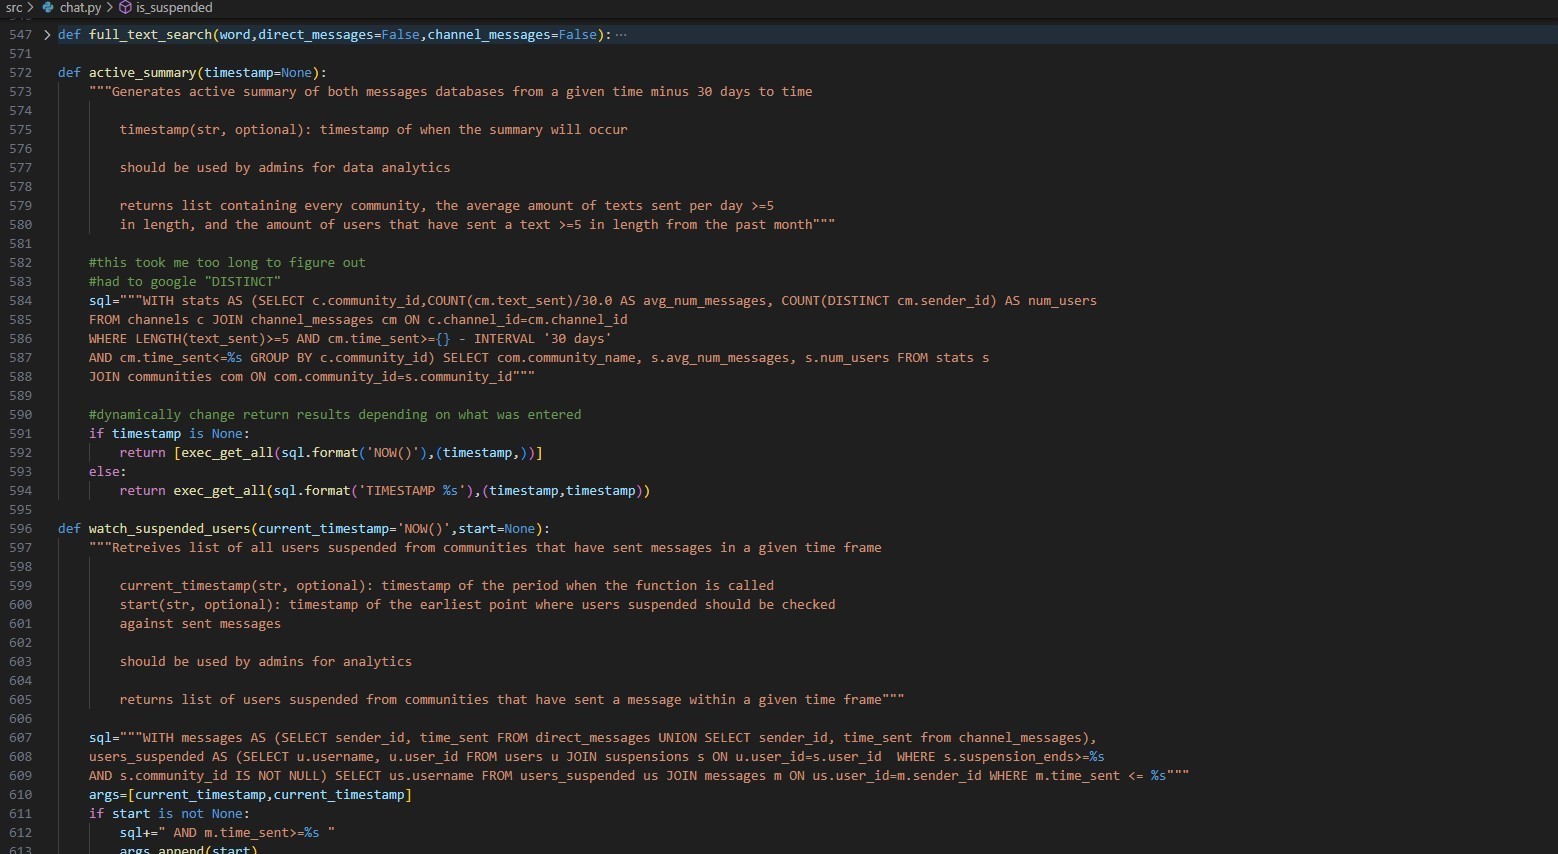 src > chat.py > is_suspended
547 > def full_text_search(word,direct_messages=False,channel_messages=False):···
571
572 def active_summary(timestamp=None):
573     """Generates active summary of both messages databases from a given time minus 30 days to time
574
575         timestamp(str, optional): timestamp of when the summary will occur
576
577         should be used by admins for data analytics
578
579         returns list containing every community, the average amount of texts sent per day >=5
580         in length, and the amount of users that have sent a text >=5 in length from the past month"""
581
582     #this took me too long to figure out
583     #had to google "DISTINCT"
584     sql="""WITH stats AS (SELECT c.community_id,COUNT(cm.text_sent)/30.0 AS avg_num_messages, COUNT(DISTINCT cm.sender_id) AS num_users
585     FROM channels c JOIN channel_messages cm ON c.channel_id=cm.channel_id
586     WHERE LENGTH(text_sent)>=5 AND cm.time_sent>={} - INTERVAL '30 days'
587     AND cm.time_sent<=%s GROUP BY c.community_id) SELECT com.community_name, s.avg_num_messages, s.num_users FROM stats s
588     JOIN communities com ON com.community_id=s.community_id"""
589
590     #dynamically change return results depending on what was entered
591     if timestamp is None:
592         return [exec_get_all(sql.format('NOW()'),(timestamp,))]
593     else:
594         return exec_get_all(sql.format('TIMESTAMP %s'),(timestamp,timestamp))
595
596 def watch_suspended_users(current_timestamp='NOW()',start=None):
597     """Retreives list of all users suspended from communities that have sent messages in a given time frame
598
599         current_timestamp(str, optional): timestamp of the period when the function is called
600         start(str, optional): timestamp of the earliest point where users suspended should be checked
601         against sent messages
602
603         should be used by admins for analytics
604
605         returns list of users suspended from communities that have sent a message within a given time frame"""
606
607     sql="""WITH messages AS (SELECT sender_id, time_sent FROM direct_messages UNION SELECT sender_id, time_sent from channel_messages),
608     users_suspended AS (SELECT u.username, u.user_id FROM users u JOIN suspensions s ON u.user_id=s.user_id  WHERE s.suspension_ends>=%s
609     AND s.community_id IS NOT NULL) SELECT us.username FROM users_suspended us JOIN messages m ON us.user_id=m.sender_id WHERE m.time_sent <= %s"""
610     args=[current_timestamp,current_timestamp]
611     if start is not None:
612         sql+=" AND m.time_sent>=%s "
613         args.append(start)